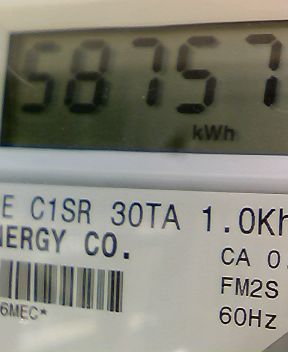 58757
kWh
E C1SR 30TA 1.0Kh
NERGY CO.
CA 0.
FM2S
6MEC*
60Hz